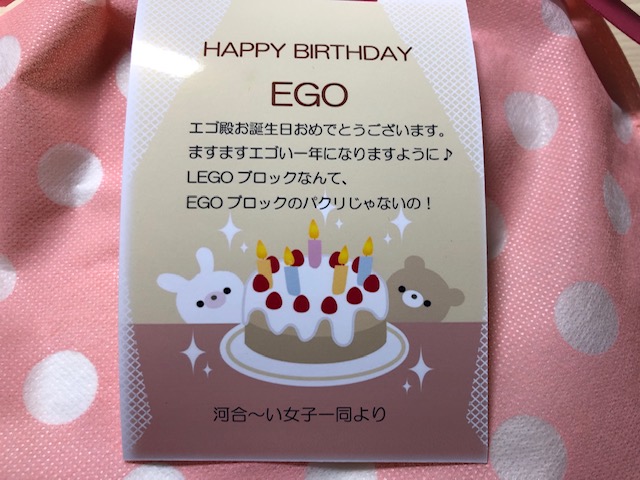 HAPPY BIRTHDAY
EGO
エゴ殿お誕生日おめでとうございます。
ますますエゴい一年になりますように♪
LEGOブロックなんて、
EGOブロックのパクリじゃないの！
河合〜い女子一同より